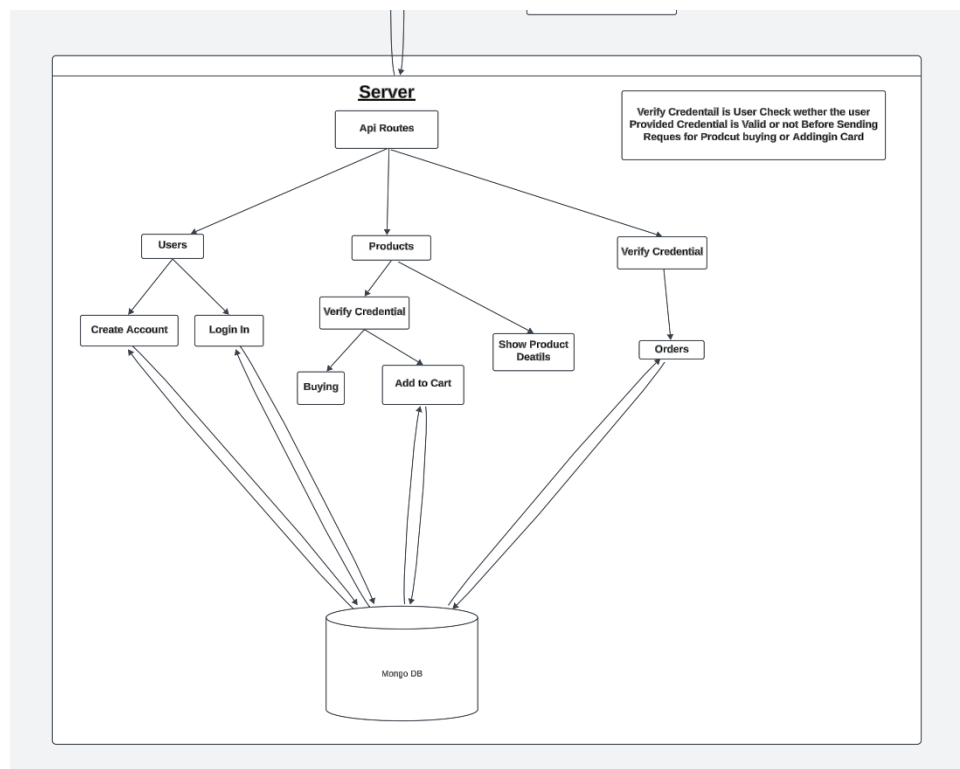 Server
Api Routes
Verify Credentail is User Check wether the user
Provided Credential is Valid or not Before Sending
Reques for Prodcut buying or Addingin Card
Users
Products
Verify Credential
Create Account
Login In
Verify Credential
Show Product
Deatils
Orders
Buying
Add to Cart
Mongo DB